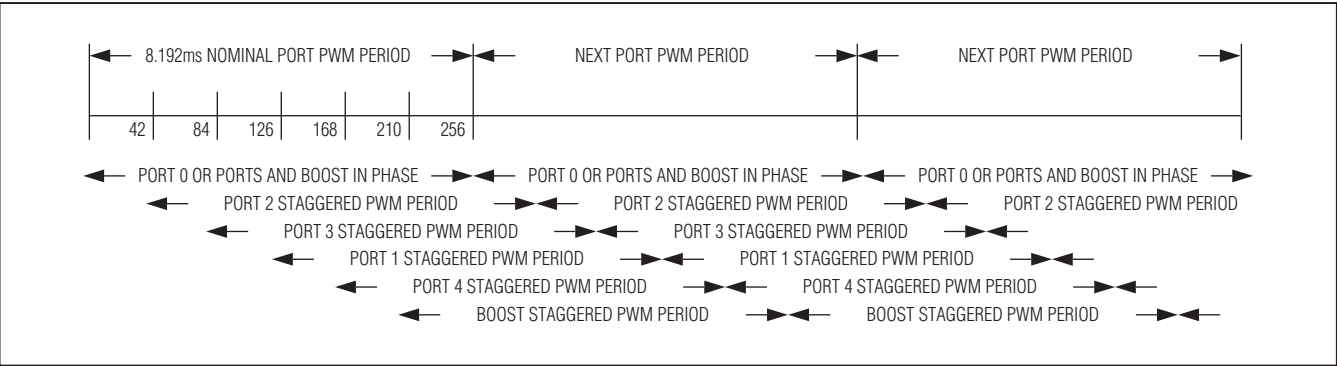 8.192ms NOMINAL PORT PWM PERIOD NEXT PORT PWM PERIOD NEXT PORT PWM PERIOD
42 84 126 168 210 256
PORT 0 OR PORTS AND BOOST IN PHASE PORT 0 OR PORTS AND BOOST IN PHASE PORT 0 OR PORTS AND BOOST IN PHASE
PORT 2 STAGGERED PWM PERIOD PORT 2 STAGGERED PWM PERIOD PORT 2 STAGGERED PWM PERIOD
PORT 3 STAGGERED PWM PERIOD PORT 3 STAGGERED PWM PERIOD
PORT 1 STAGGERED PWM PERIOD PORT 1 STAGGERED PWM PERIOD
PORT 4 STAGGERED PWM PERIOD PORT 4 STAGGERED PWM PERIOD
BOOST STAGGERED PWM PERIOD BOOST STAGGERED PWM PERIOD